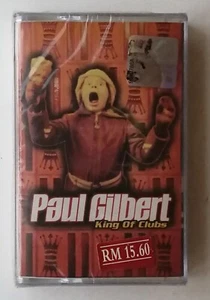 Paul Gilbert
King Of Clubs
RM 15.60